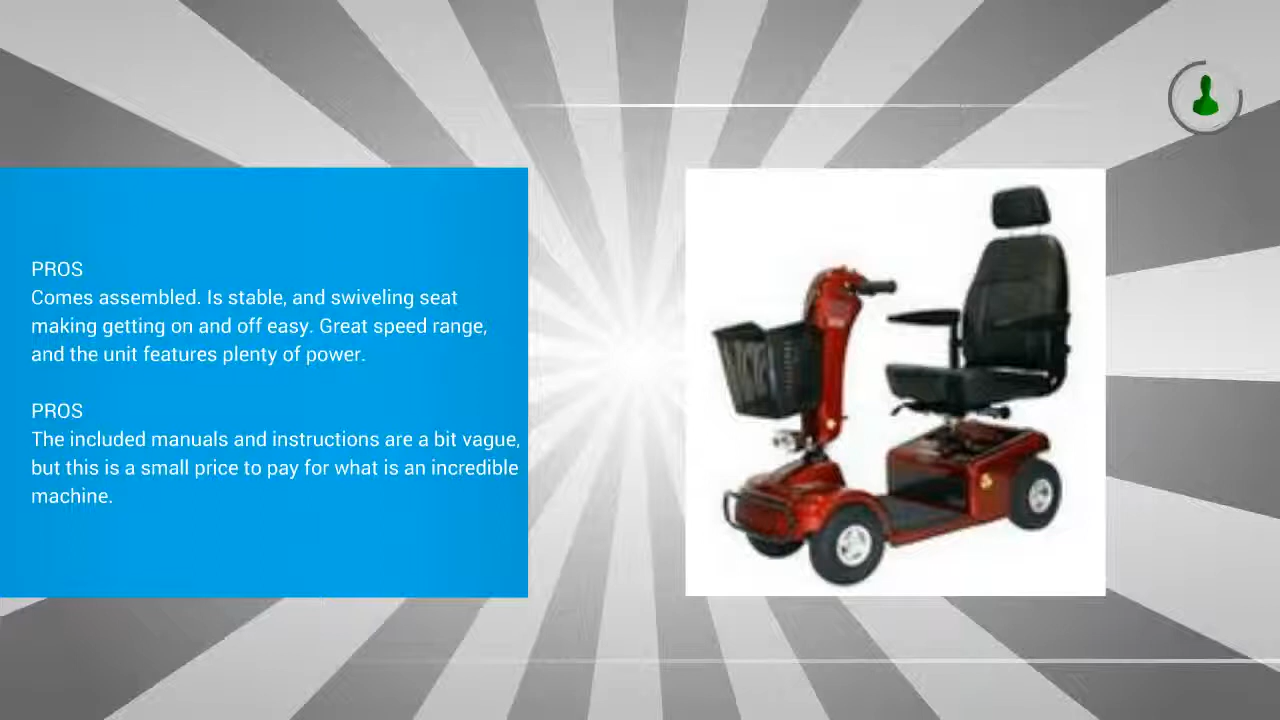 PROS
Comes assembled. Is stable, and swiveling seat
making getting on and off easy. Great speed range,
and the unit features plenty of power.
PROS
The included manuals and instructions are a bit vague,
but this is a small price to pay for what is an incredible
machine.